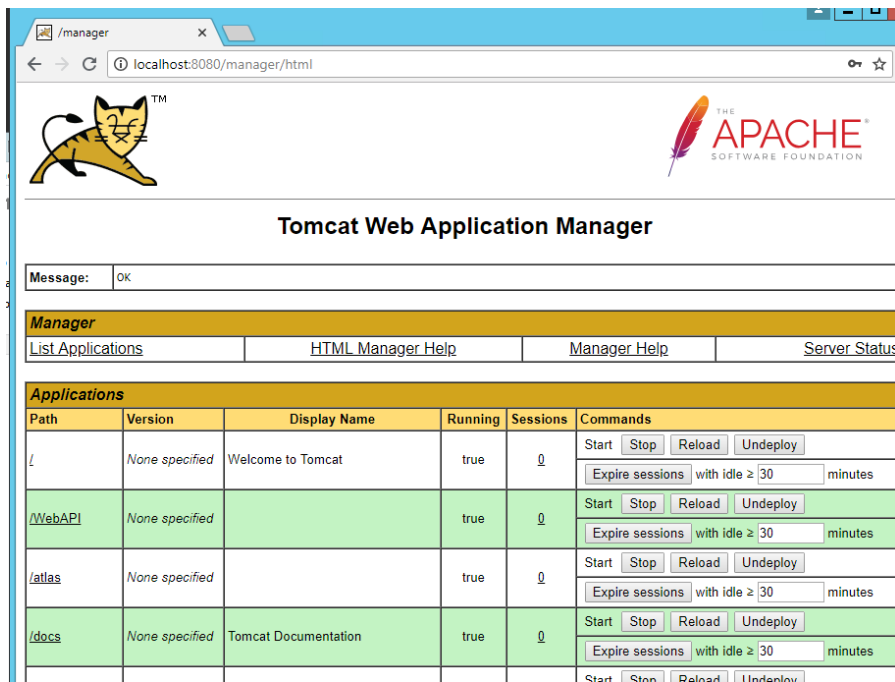 /manager
localhost:8080/manager/html
TM
THE
APACHE®
SOFTWARE FOUNDATION
Tomcat Web Application Manager
Message: OK
Manager
List Applications HTML Manager Help Manager Help Server Status
Applications
Path Version Display Name Running Sessions Commands
/ None specified Welcome to Tomcat true 0 Start Stop Reload Undeploy
Expire sessions with idle ≥ 30 minutes
/WebAPI None specified true 0 Start Stop Reload Undeploy
Expire sessions with idle ≥ 30 minutes
/atlas None specified true 0 Start Stop Reload Undeploy
Expire sessions with idle ≥ 30 minutes
/docs None specified Tomcat Documentation true 0 Start Stop Reload Undeploy
Expire sessions with idle ≥ 30 minutes
Start Stop Reload Undeploy